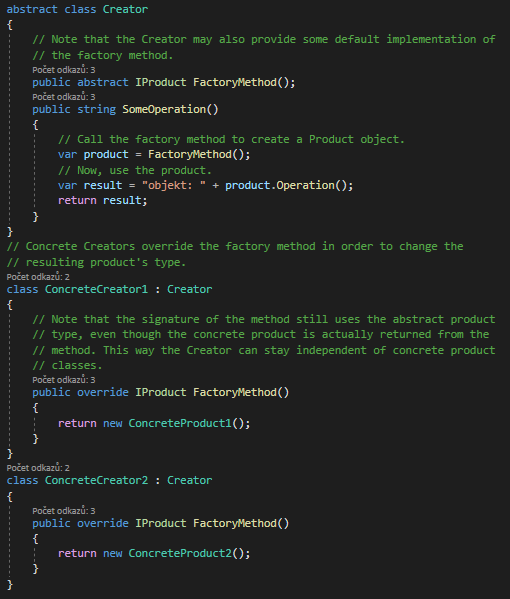 abstract class Creator
{
// Note that the Creator may also provide some default implementation of
// the factory method.
Počet odkazů: 3
public abstract IProduct FactoryMethod();
Počet odkazů: 3
public string SomeOperation()
{
// Call the factory method to create a Product object.
var product = FactoryMethod();
// Now, use the product.
var result = "objekt: " + product.Operation();
return result;
}
}
// Concrete Creators override the factory method in order to change the
// resulting product's type.
Počet odkazů: 2
class ConcreteCreator1 : Creator
{
// Note that the signature of the method still uses the abstract product
// type, even though the concrete product is actually returned from the
// method. This way the Creator can stay independent of concrete product
// classes.
Počet odkazů: 3
public override IProduct FactoryMethod()
{
return new ConcreteProduct1();
}
}
Počet odkazů: 2
class ConcreteCreator2 : Creator
{
Počet odkazů: 3
public override IProduct FactoryMethod()
{
return new ConcreteProduct2();
}
}